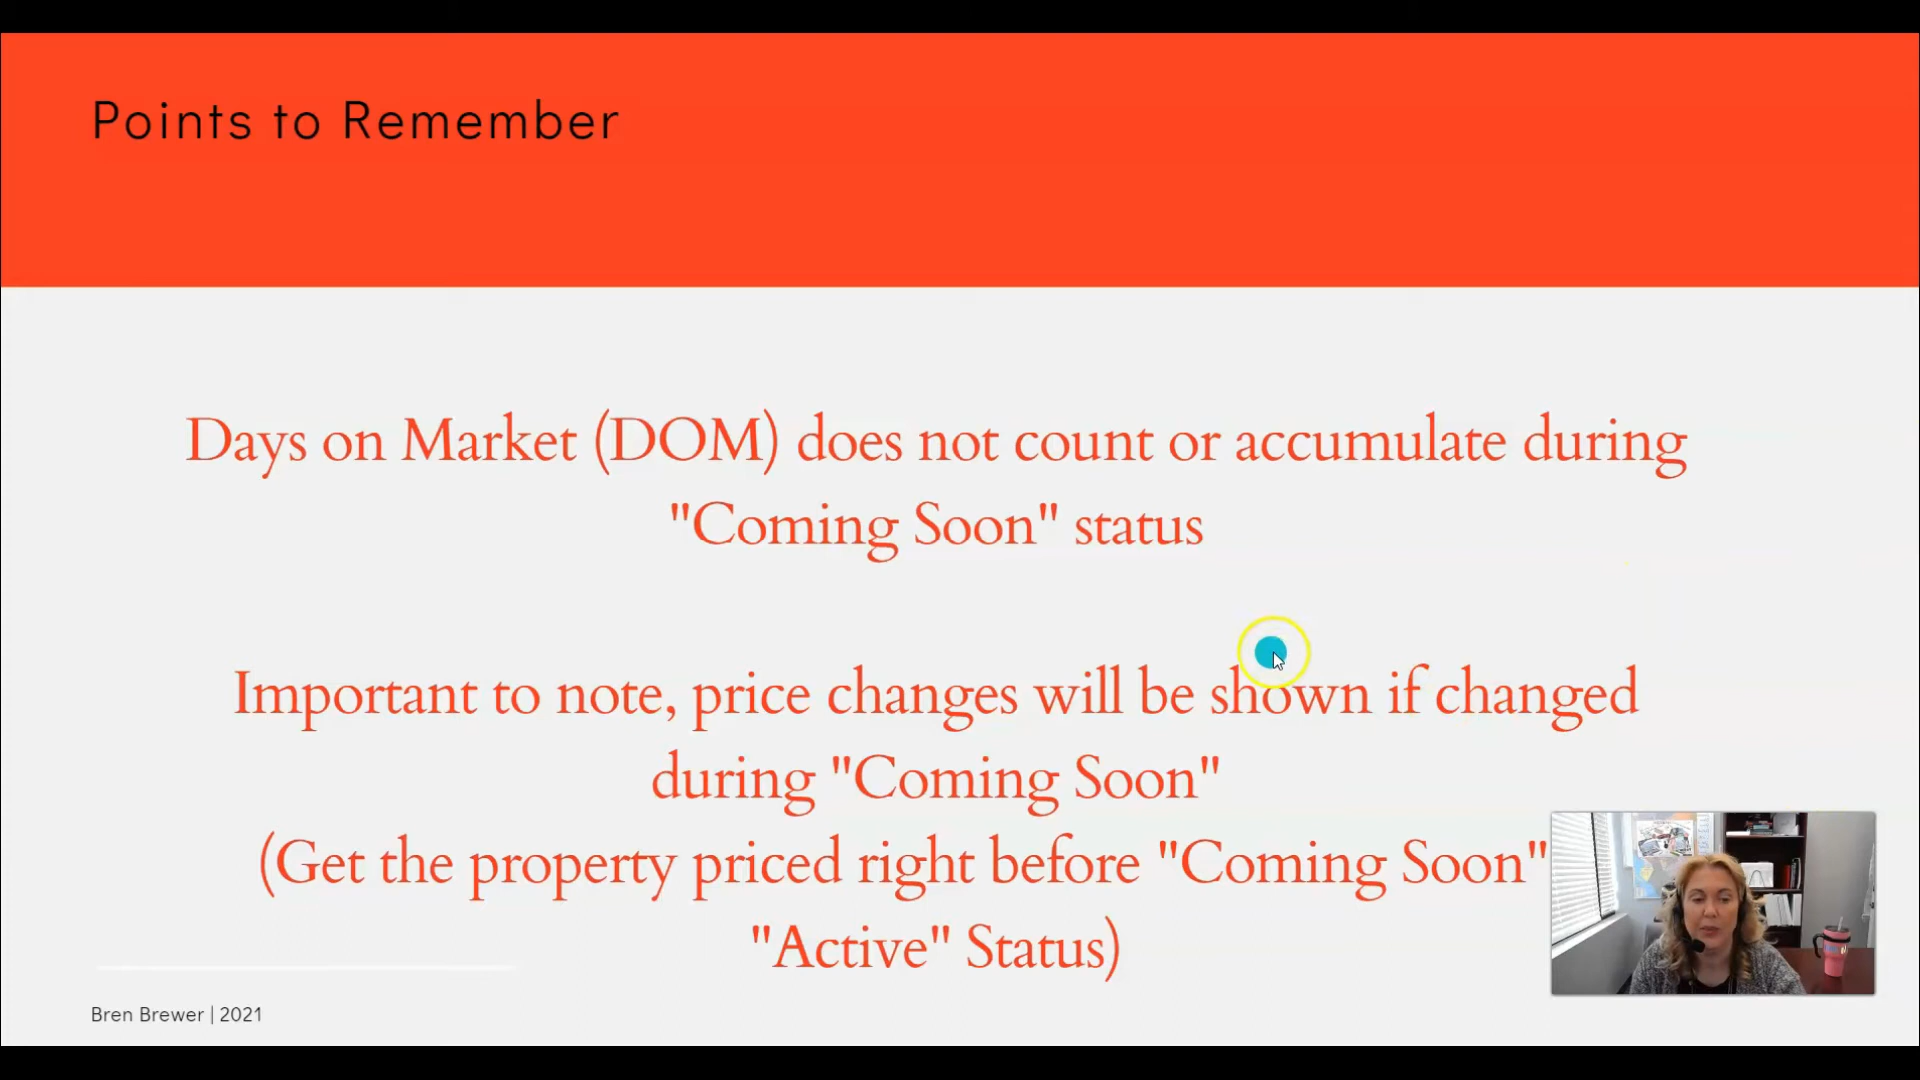 Points to Remember
Days on Market (DOM) does not count or accumulate during
"Coming Soon" status
Important to note, price changes will be shown if changed
during "Coming Soon"
(Get the property priced right before "Coming Soon"
"Active" Status)
Bren Brewer | 2021